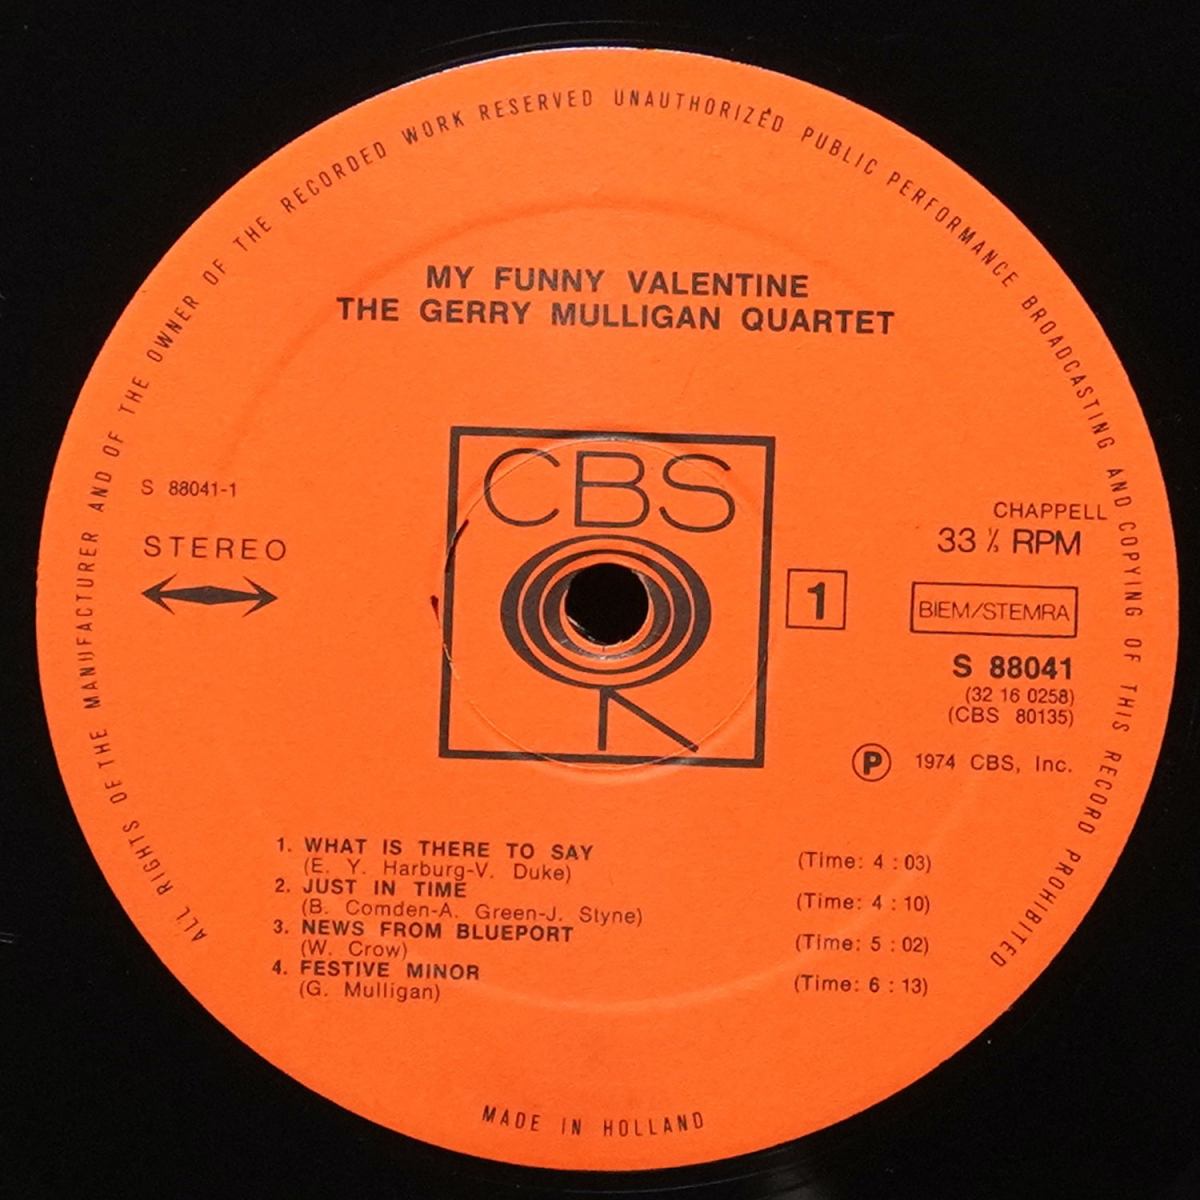 ALL RIGHTS OF THE MANUFACTURER AND OF THE OWNER OF THE RECORDED WORK RESERVED UNAUTHORIZED PUBLIC PERFORMANCE BROADCASTING AND COPYING OF THIS RECORD PROHIBITED
MY FUNNY VALENTINE
THE GERRY MULLIGAN QUARTET
CBS
S 88041-1
STEREO
CHAPPELL
33 ⅓ RPM
1
BIEM/STEMRA
S 88041
(32 16 0258)
(CBS 80135)
Ⓟ 1974 CBS, Inc.
1. WHAT IS THERE TO SAY (Time: 4 : 03)
(E. Y. Harburg-V. Duke)
2. JUST IN TIME (Time: 4 : 10)
(B. Comden-A. Green-J. Styne)
3. NEWS FROM BLUEPORT (Time: 5 : 02)
(W. Crow)
4. FESTIVE MINOR (Time: 6 : 13)
(G. Mulligan)
MADE IN HOLLAND